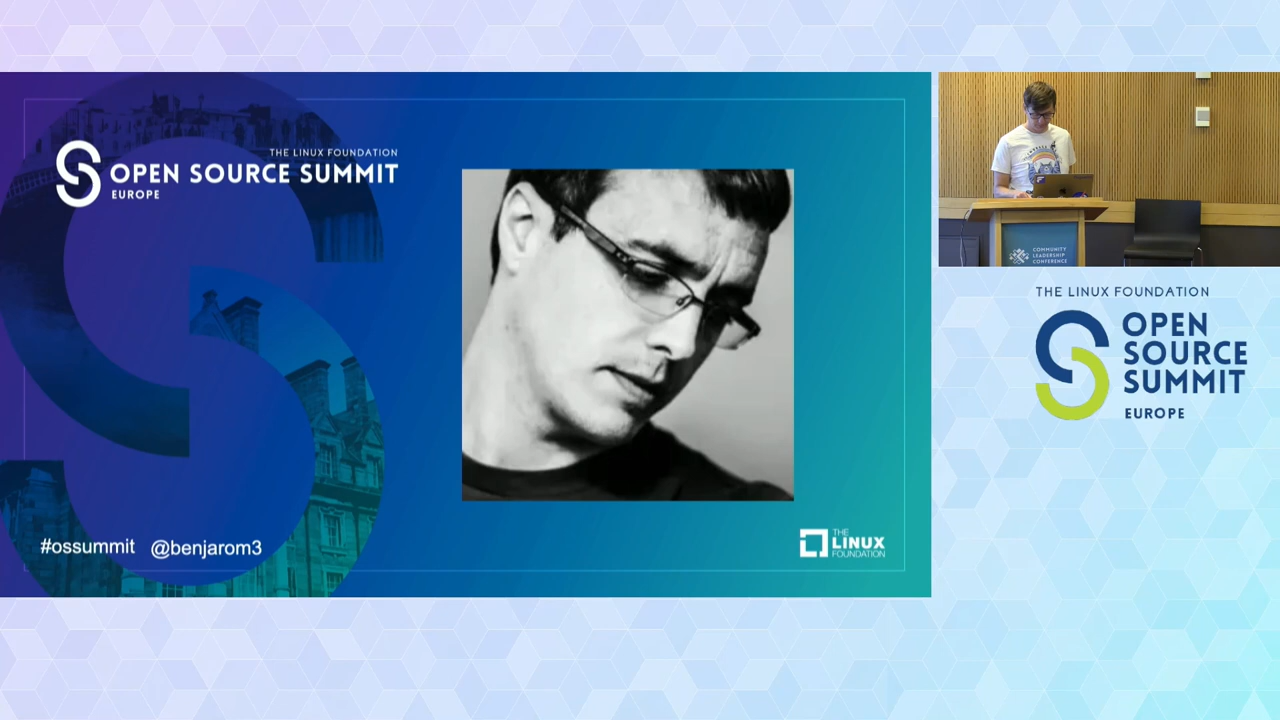 THE LINUX FOUNDATION
OPEN SOURCE SUMMIT
EUROPE
#ossummit @benjarom3
THE
LINUX
FOUNDATION
COMMUNITY
LEADERSHIP
CONFERENCE
THE LINUX FOUNDATION
OPEN
SOURCE
SUMMIT
EUROPE